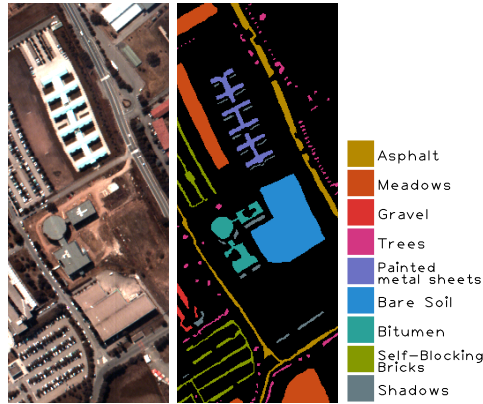 Asphalt
Meadows
Gravel
Trees
Painted
metal sheets
Bare Soil
Bitumen
Self-Blocking
Bricks
Shadows